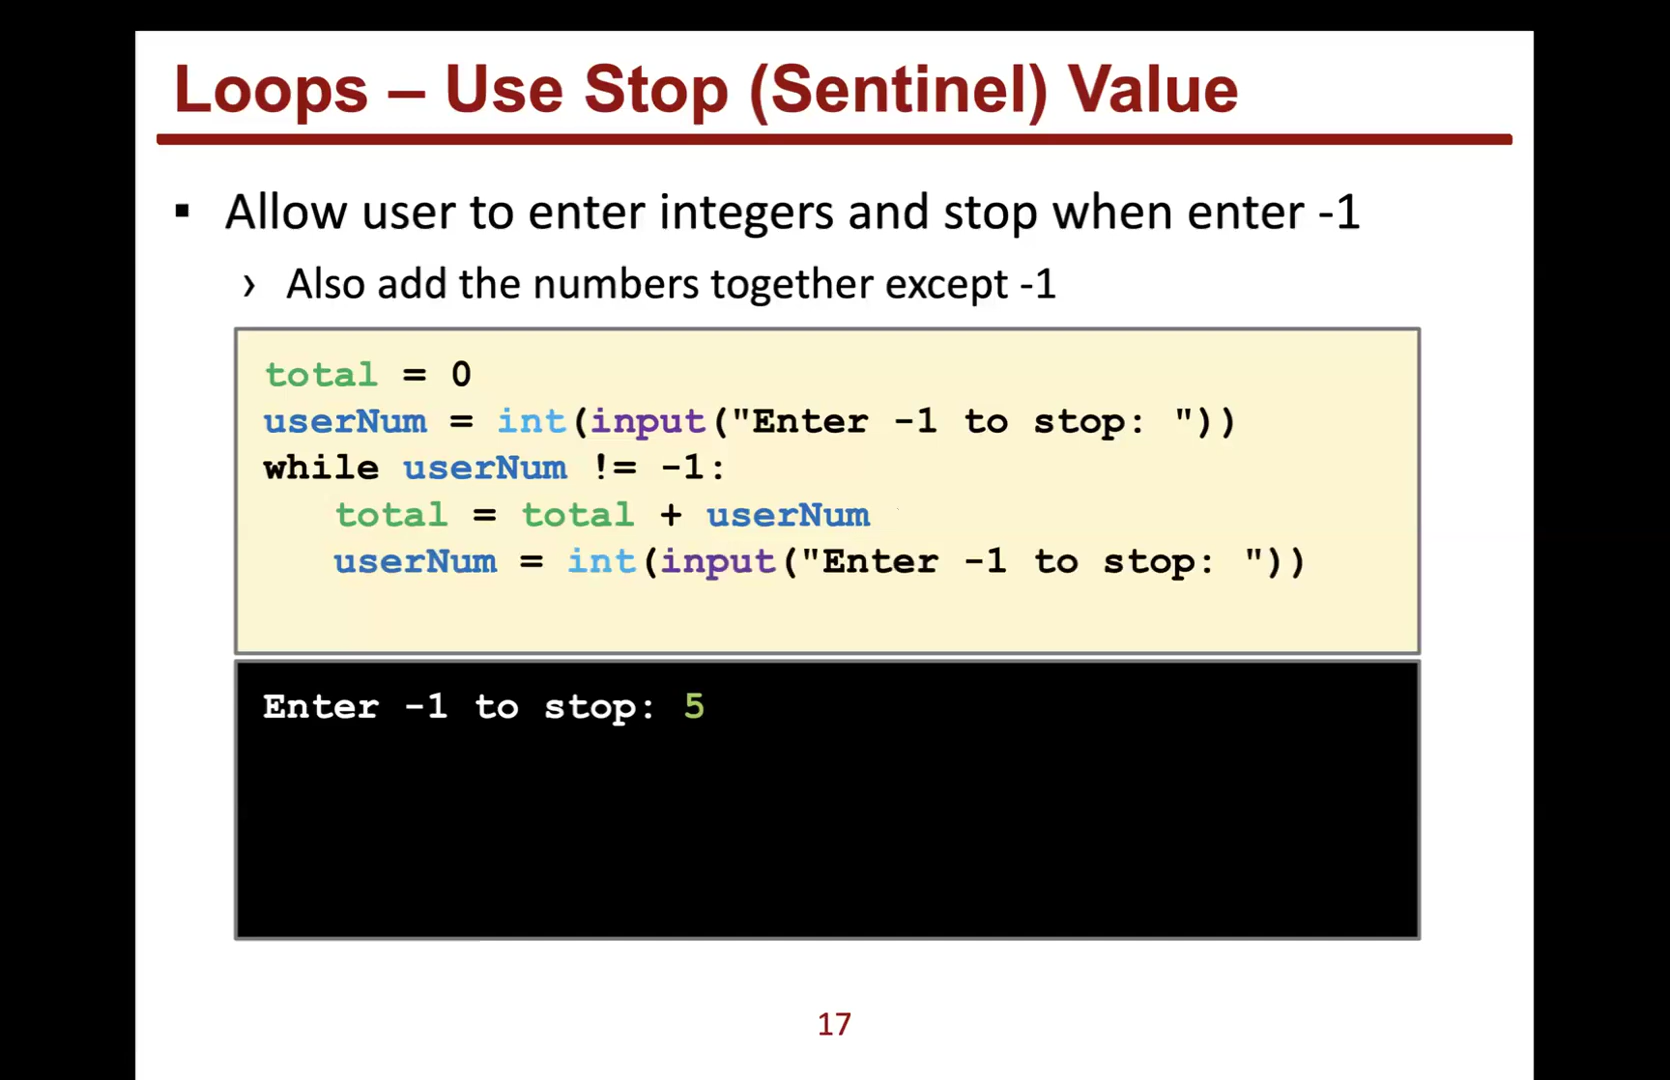 Loops – Use Stop (Sentinel) Value
▪ Allow user to enter integers and stop when enter -1
› Also add the numbers together except -1
total = 0
userNum = int(input("Enter -1 to stop: "))
while userNum != -1:
   total = total + userNum
   userNum = int(input("Enter -1 to stop: "))
Enter -1 to stop: 5
17